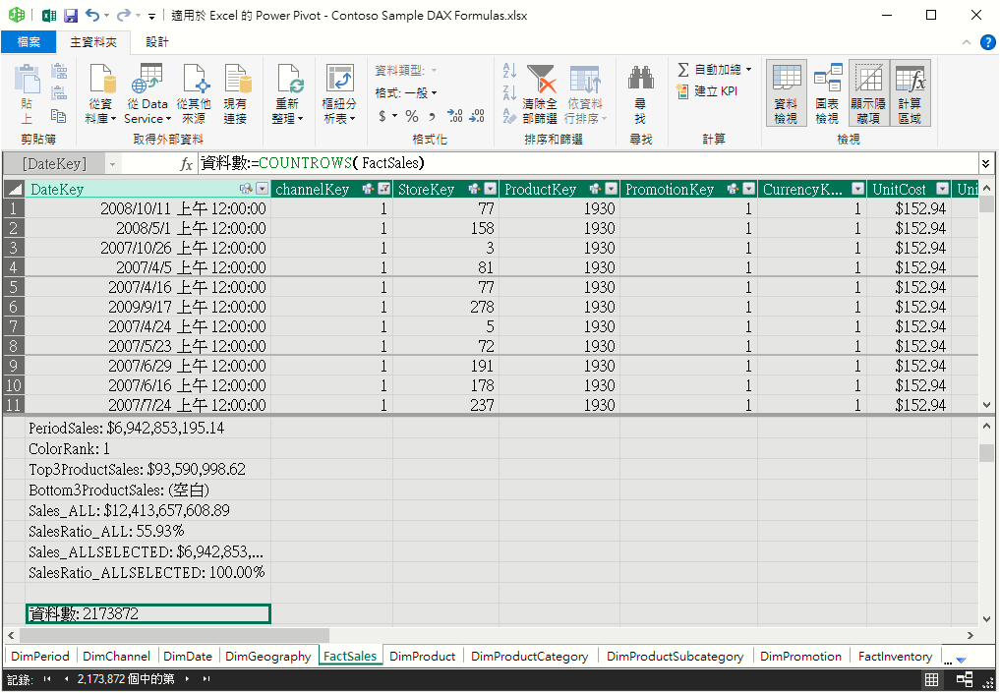 適用於 Excel 的 Power Pivot - Contoso Sample DAX Formulas.xlsx
檔案 主資料夾 設計
貼上
從資料庫 從 Data Service 從其他來源 現有連接
重新整理
樞紐分析表
資料類型:
格式: 一般
$ % ,
清除全部篩選 依資料行排序
尋找
自動加總
建立 KPI
資料檢視 圖表檢視 顯示隱藏項 計算區域
剪貼簿 取得外部資料 格式化 排序和篩選 尋找 計算 檢視
[DateKey] fx 資料數:=COUNTROWS( FactSales)
DateKey channelKey StoreKey ProductKey PromotionKey CurrencyK... UnitCost Uni
1 2008/10/11 上午 12:00:00 1 77 1930 1 1 $152.94
2 2008/5/1 上午 12:00:00 1 158 1930 1 1 $152.94
3 2007/10/26 上午 12:00:00 1 3 1930 1 1 $152.94
4 2007/4/5 上午 12:00:00 1 81 1930 1 1 $152.94
5 2007/4/16 上午 12:00:00 1 77 1930 1 1 $152.94
6 2009/9/17 上午 12:00:00 1 278 1930 1 1 $152.94
7 2007/4/24 上午 12:00:00 1 5 1930 1 1 $152.94
8 2007/5/23 上午 12:00:00 1 72 1930 1 1 $152.94
9 2007/6/29 上午 12:00:00 1 191 1930 1 1 $152.94
10 2007/6/16 上午 12:00:00 1 178 1930 1 1 $152.94
11 2007/7/24 上午 12:00:00 1 237 1930 1 1 $152.94
PeriodSales: $6,942,853,195.14
ColorRank: 1
Top3ProductSales: $93,590,998.62
Bottom3ProductSales: (空白)
Sales_ALL: $12,413,657,608.89
SalesRatio_ALL: 55.93%
Sales_ALLSELECTED: $6,942,853,...
SalesRatio_ALLSELECTED: 100.00%
資料數: 2173872
DimPeriod DimChannel DimDate DimGeography FactSales DimProduct DimProductCategory DimProductSubcategory DimPromotion FactInventory ...
記錄: 2,173,872 個中的第